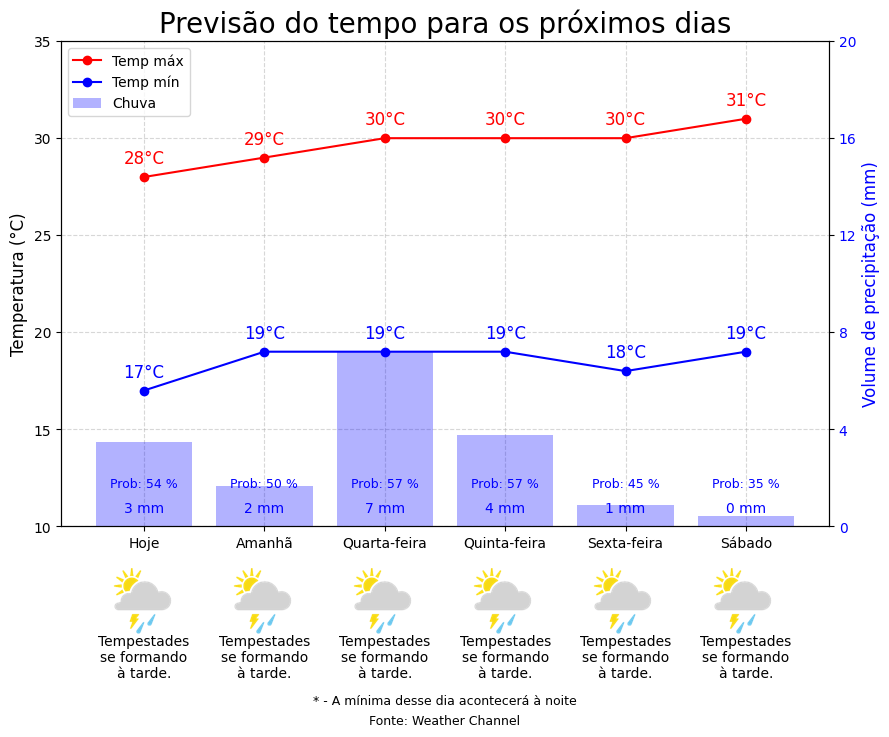 Previsão do tempo para os próximos dias
Temp máx
Temp mín
Chuva
Temperatura (°C)
35
30
25
20
15
10
Volume de precipitação (mm)
20
16
12
8
4
0
28°C
29°C
30°C
30°C
30°C
31°C
17°C
19°C
19°C
19°C
18°C
19°C
Prob: 54 %
Prob: 50 %
Prob: 57 %
Prob: 57 %
Prob: 45 %
Prob: 35 %
3 mm
2 mm
7 mm
4 mm
1 mm
0 mm
Hoje
Amanhã
Quarta-feira
Quinta-feira
Sexta-feira
Sábado
Tempestades
se formando
à tarde.
Tempestades
se formando
à tarde.
Tempestades
se formando
à tarde.
Tempestades
se formando
à tarde.
Tempestades
se formando
à tarde.
Tempestades
se formando
à tarde.
* - A mínima desse dia acontecerá à noite
Fonte: Weather Channel